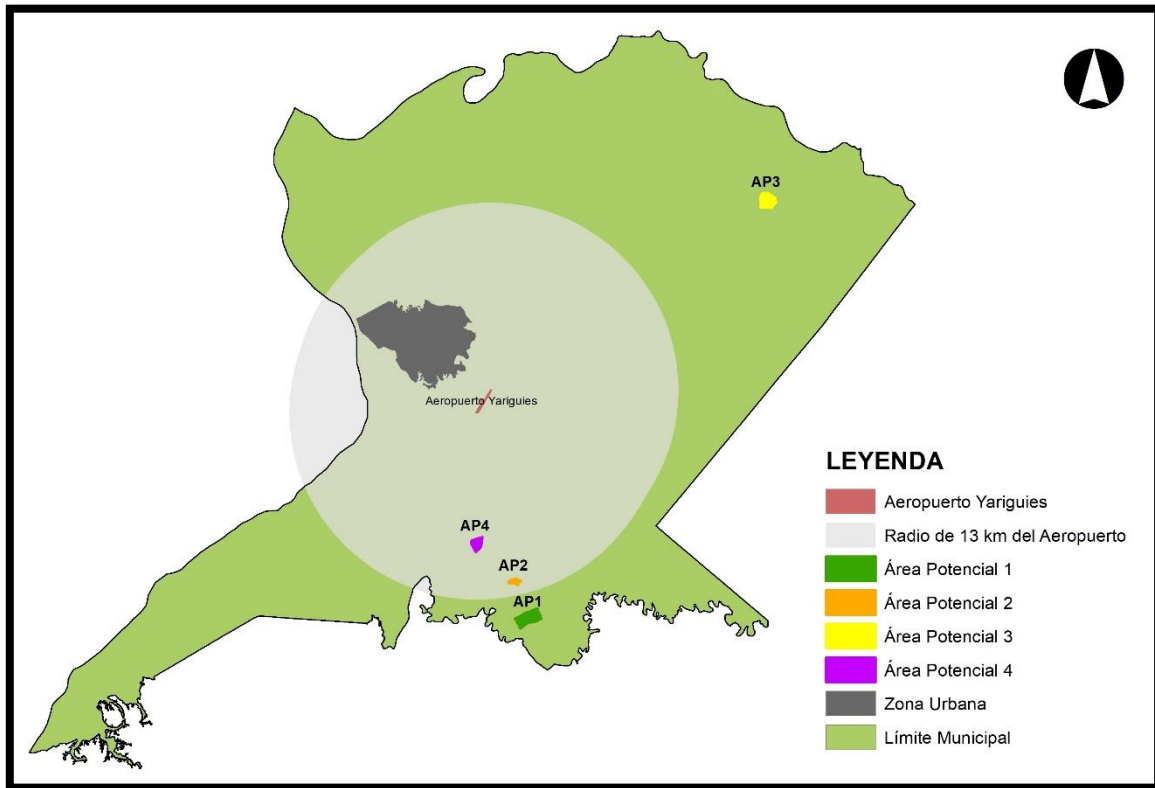 AP3
Aeropuerto Yariguies
AP4
AP2
AP1
LEYENDA
Aeropuerto Yariguies
Radio de 13 km del Aeropuerto
Área Potencial 1
Área Potencial 2
Área Potencial 3
Área Potencial 4
Zona Urbana
Límite Municipal